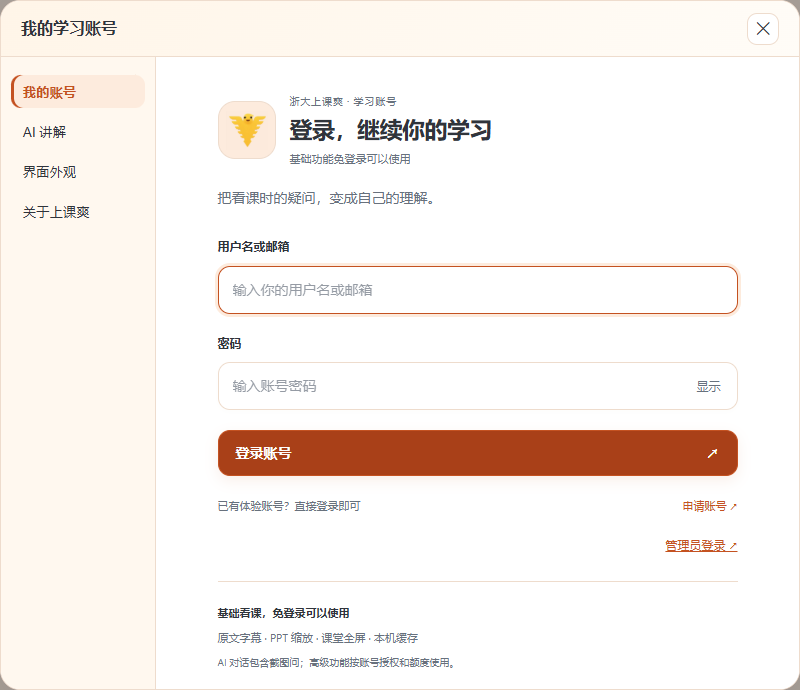 我的学习账号
我的账号
AI 讲解
界面外观
关于上课爽
浙大上课爽 · 学习账号
登录，继续你的学习
基础功能免登录可以使用
把看课时的疑问，变成自己的理解。
用户名或邮箱
输入你的用户名或邮箱
密码
输入账号密码
显示
登录账号 ↗
已有体验账号？直接登录即可
申请账号 ↗
管理员登录 ↗
基础看课，免登录可以使用
原文字幕 · PPT 缩放 · 课堂全屏 · 本机缓存
AI 对话包含截图问；高级功能按账号授权和额度使用。